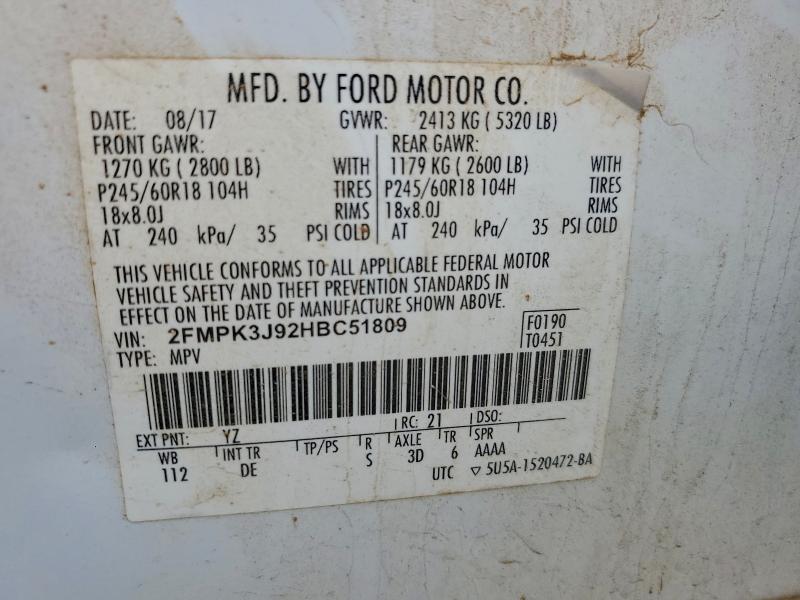 MFD. BY FORD MOTOR CO.
DATE: 08/17 GVWR: 2413 KG ( 5320 LB)
FRONT GAWR: REAR GAWR:
1270 KG ( 2800 LB) WITH 1179 KG ( 2600 LB) WITH
P245/60R18 104H TIRES P245/60R18 104H TIRES
18x8.0J RIMS 18x8.0J RIMS
AT 240 kPa/ 35 PSI COLD AT 240 kPa/ 35 PSI COLD
THIS VEHICLE CONFORMS TO ALL APPLICABLE FEDERAL MOTOR
VEHICLE SAFETY AND THEFT PREVENTION STANDARDS IN
EFFECT ON THE DATE OF MANUFACTURE SHOWN ABOVE.
VIN: 2FMPK3J92HBC51809 F0190
TYPE: MPV T0451
EXT PNT: YZ RC: 21 DSO:
WB INT TR TP/PS R AXLE TR SPR
112 DE S 3D 6 AAAA
UTC ▽ 5U5A-1520472-BA